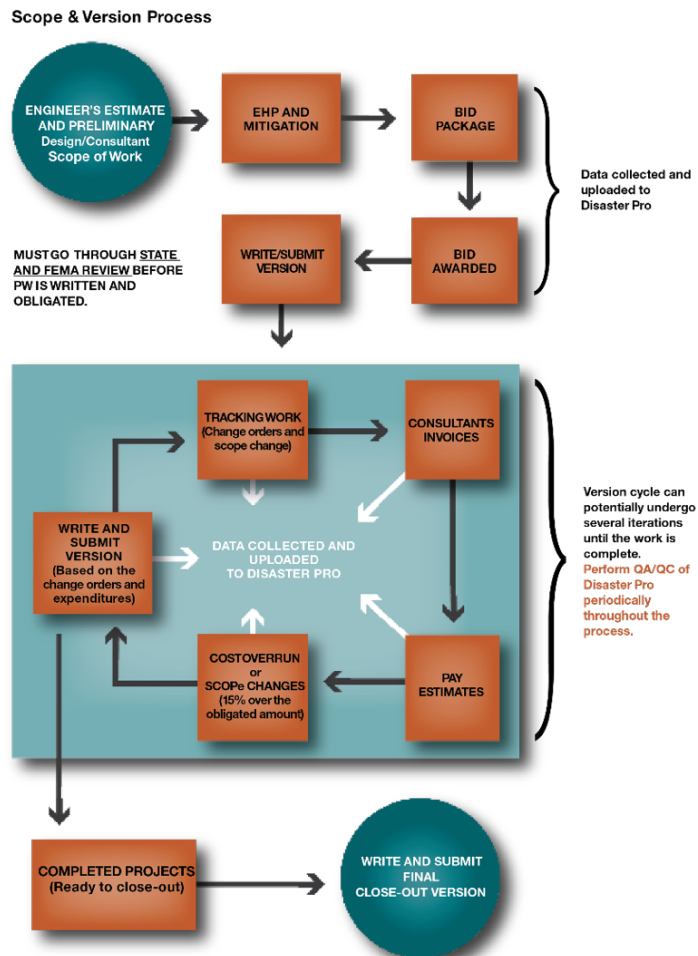 Scope & Version Process
ENGINEER'S ESTIMATE
AND PRELIMINARY
Design/Consultant
Scope of Work
EHP AND
MITIGATION
BID
PACKAGE
Data collected and
uploaded to
Disaster Pro
MUST GO THROUGH STATE
AND FEMA REVIEW BEFORE
PW IS WRITTEN AND
OBLIGATED.
WRITE/SUBMIT
VERSION
BID
AWARDED
TRACKING WORK
(Change orders and
scope change)
CONSULTANTS
INVOICES
WRITE AND
SUBMIT
VERSION
(Based on the
change orders and
expenditures)
DATA COLLECTED AND
UPLOADED
TO DISASTER PRO
Version cycle can
potentially undergo
several iterations
until the work is
complete.
Perform QA/QC of
Disaster Pro
periodically
throughout the
process.
COSTOVERRUN
or
SCOPe CHANGES
(15% over the
obligated amount)
PAY
ESTIMATES
COMPLETED PROJECTS
(Ready to close-out)
WRITE AND SUBMIT
FINAL
CLOSE-OUT VERSION